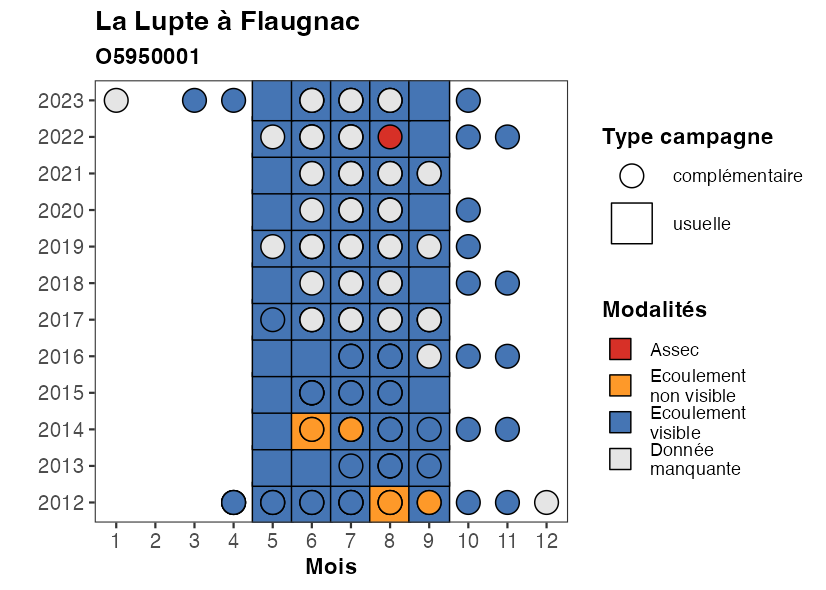 La Lupte à Flaugnac
O5950001
2023
2022
2021
2020
2019
2018
2017
2016
2015
2014
2013
2012
1 2 3 4 5 6 7 8 9 10 11 12
Mois
Type campagne
complémentaire
usuelle
Modalités
Assec
Ecoulement
non visible
Ecoulement
visible
Donnée
manquante